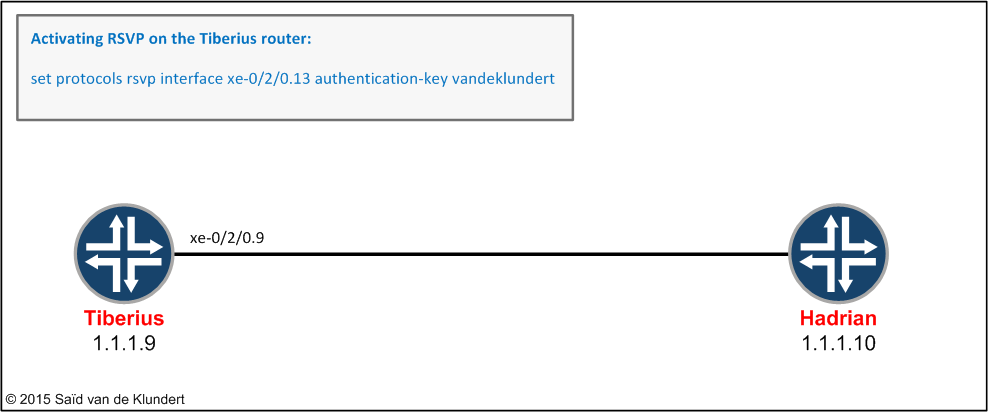 Activating RSVP on the Tiberius router:
set protocols rsvp interface xe-0/2/0.13 authentication-key vandeklundert
xe-0/2/0.9
Tiberius
1.1.1.9
Hadrian
1.1.1.10
© 2015 Saïd van de Klundert